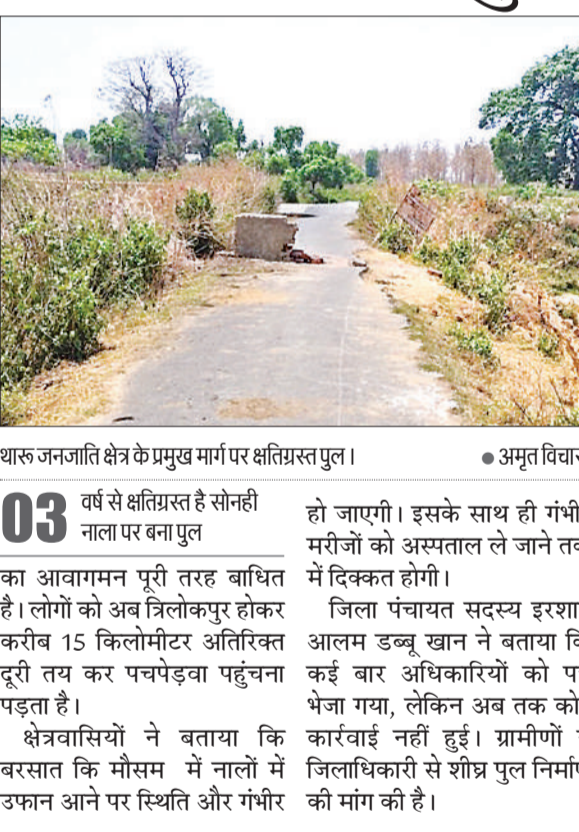 थारू जनजाति क्षेत्र के प्रमुख मार्ग पर क्षतिग्रस्त पुल।
● अमृत विचार
03
वर्ष से क्षतिग्रस्त है सोनही
नाला पर बना पुल
का आवागमन पूरी तरह बाधित
है। लोगों को अब त्रिलोकपुर होकर
करीब 15 किलोमीटर अतिरिक्त
दूरी तय कर पचपेड़वा पहुंचना
पड़ता है।
क्षेत्रवासियों ने बताया कि
बरसात कि मौसम में नालों में
उफान आने पर स्थिति और गंभीर
हो जाएगी। इसके साथ ही
मरीजों को अस्पताल ले जाने
में दिक्कत होगी।
जिला पंचायत सदस्य
आलम डब्बू खान ने बताया
कई बार अधिकारियों को
भेजा गया, लेकिन अब तक
कार्रवाई नहीं हुई। ग्रामीणों
जिलाधिकारी से शीघ्र पुल
की मांग की है।